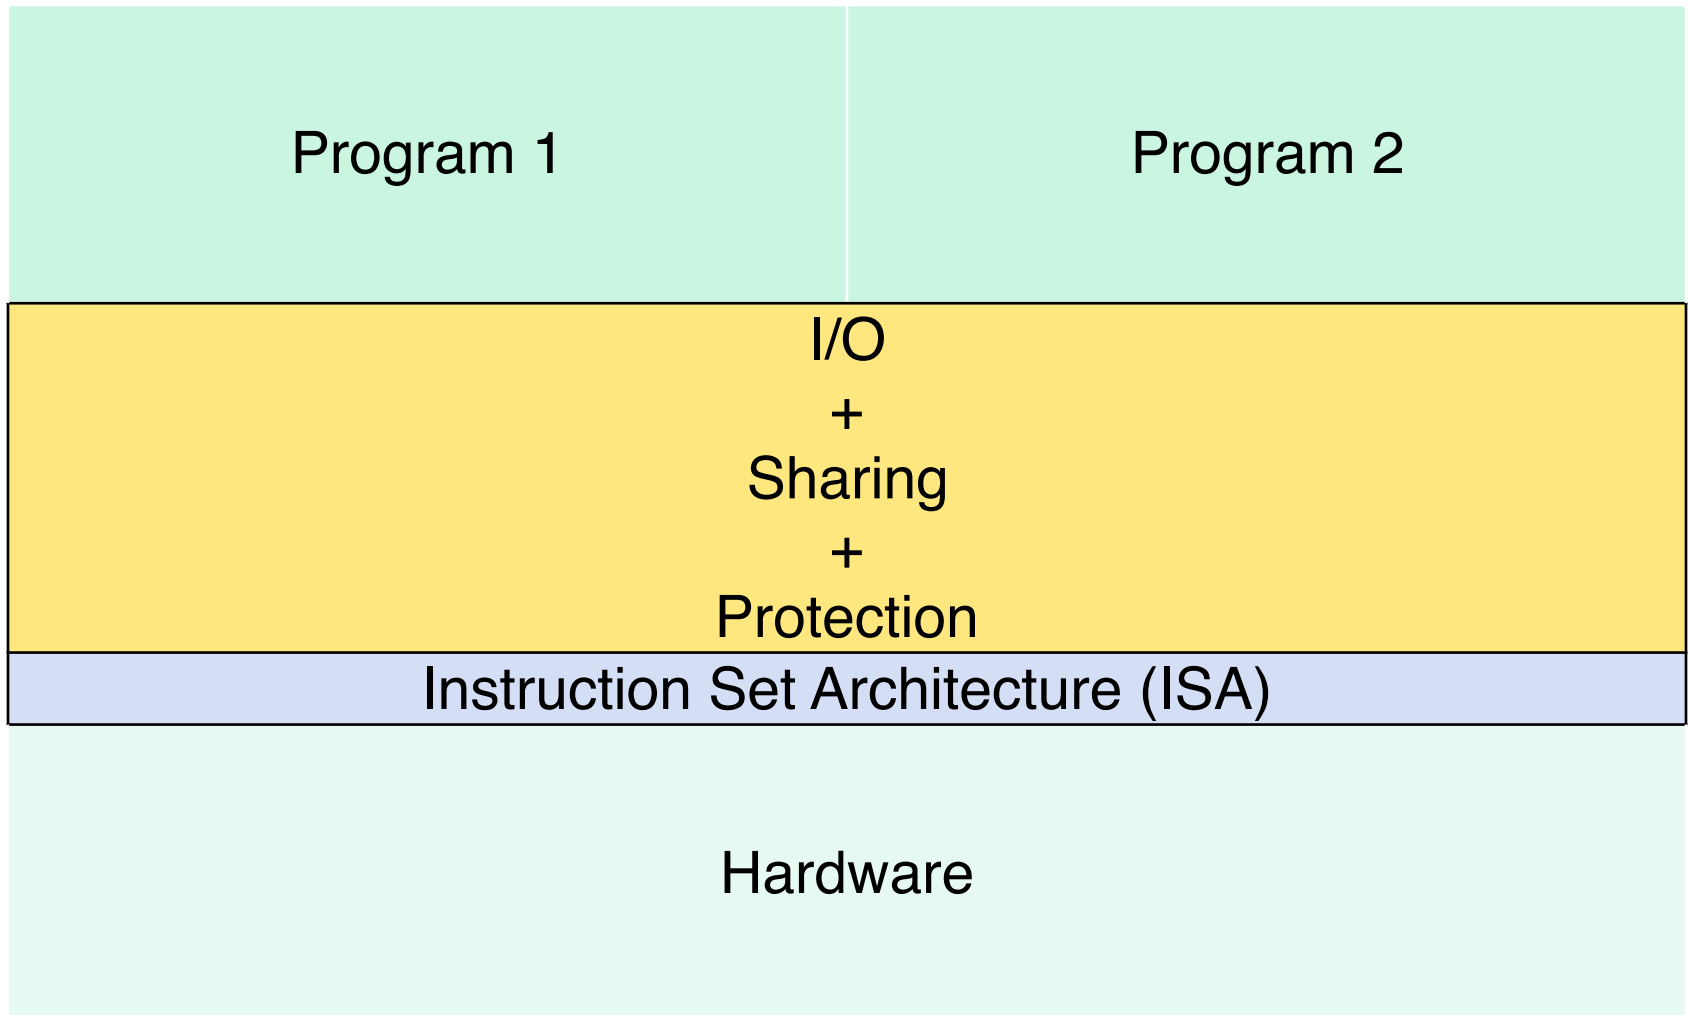 Program 1
Program 2
I/O
+
Sharing
+
Protection
Instruction Set Architecture (ISA)
Hardware